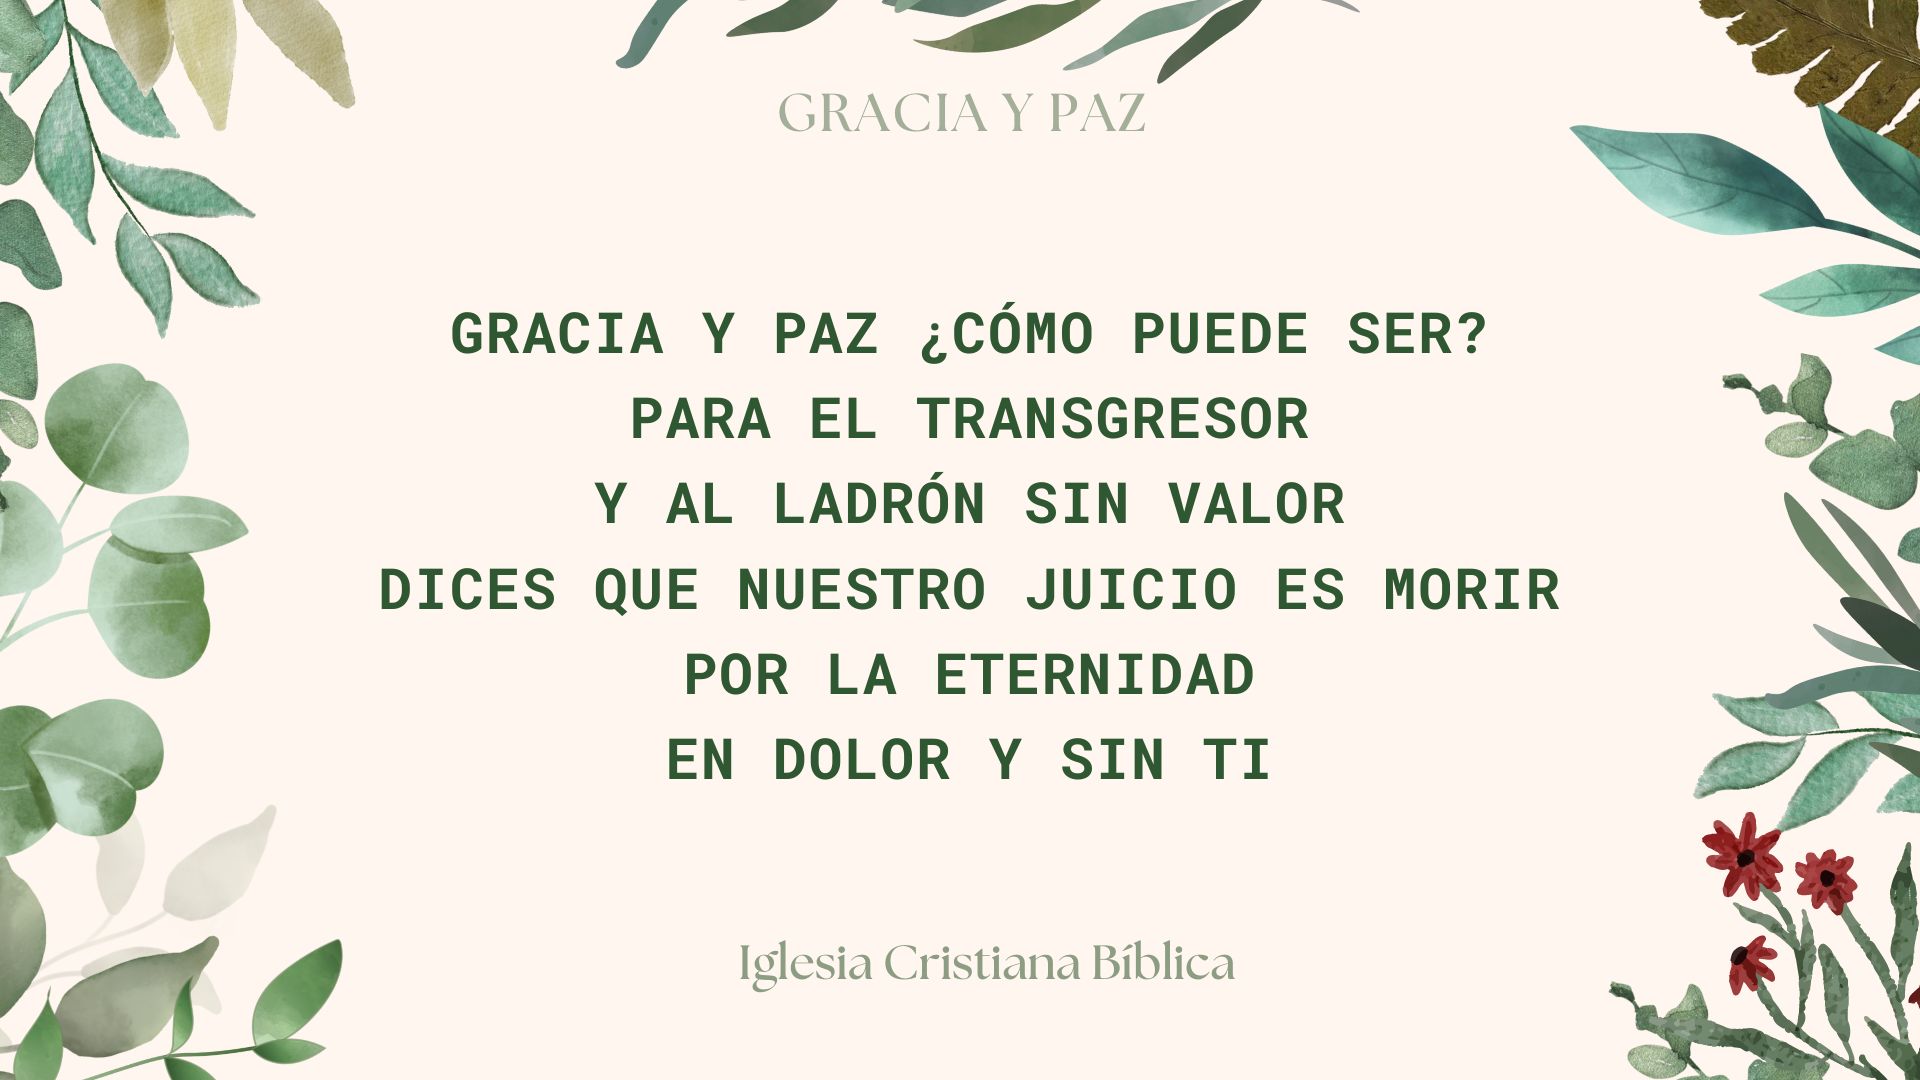 GRACIA Y PAZ
GRACIA Y PAZ ¿CÓMO PUEDE SER?
PARA EL TRANSGRESOR
Y AL LADRÓN SIN VALOR
DICES QUE NUESTRO JUICIO ES MORIR
POR LA ETERNIDAD
EN DOLOR Y SIN TI
Iglesia Cristiana Bíblica